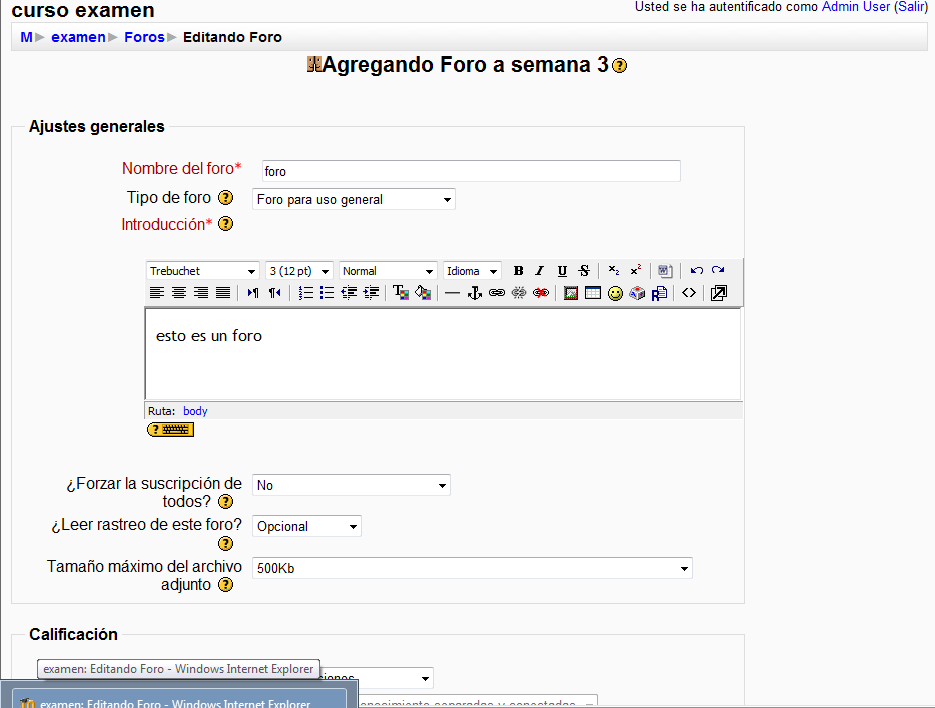 curso examen
Usted se ha autentificado como Admin User (Salir)
M ► examen ► Foros ► Editando Foro
Agregando Foro a semana 3 ?
Ajustes generales
Nombre del foro* foro
Tipo de foro ? Foro para uso general
Introducción* ?
Trebuchet 3 (12 pt) Normal Idioma B I U S x₂ x²
esto es un foro
Ruta: body
?
¿Forzar la suscripción de todos? ? No
¿Leer rastreo de este foro? ? Opcional
Tamaño máximo del archivo adjunto ? 500Kb
Calificación
examen: Editando Foro - Windows Internet Explorer
examen: Editando Foro - Windows Internet Explorer
separadas y conectadas